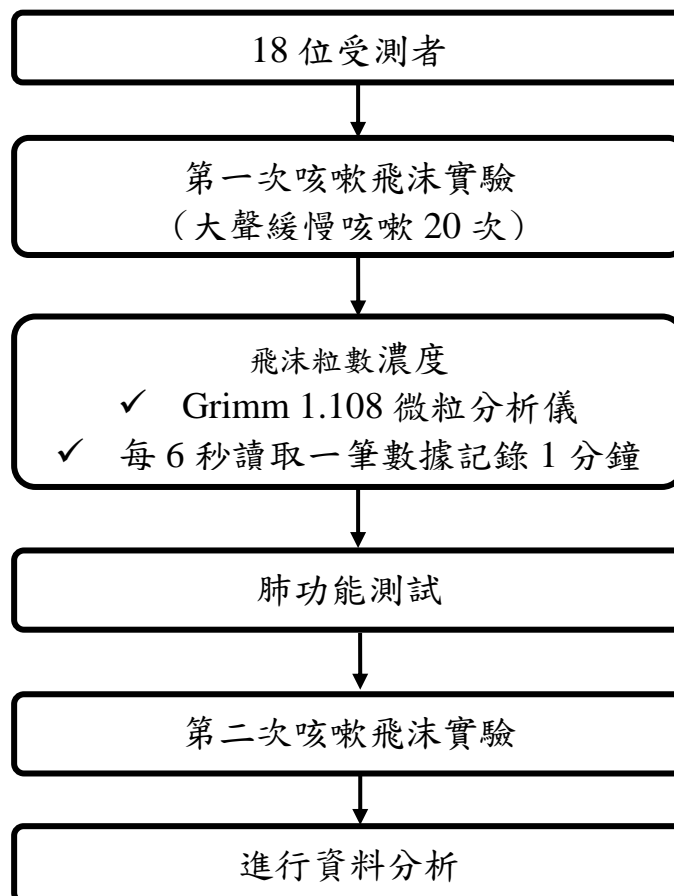 18 位受測者
第一次咳嗽飛沫實驗
（大聲緩慢咳嗽 20 次）
飛沫粒數濃度
✓ Grimm 1.108 微粒分析儀
✓ 每 6 秒讀取一筆數據記錄 1 分鐘
肺功能測試
第二次咳嗽飛沫實驗
進行資料分析